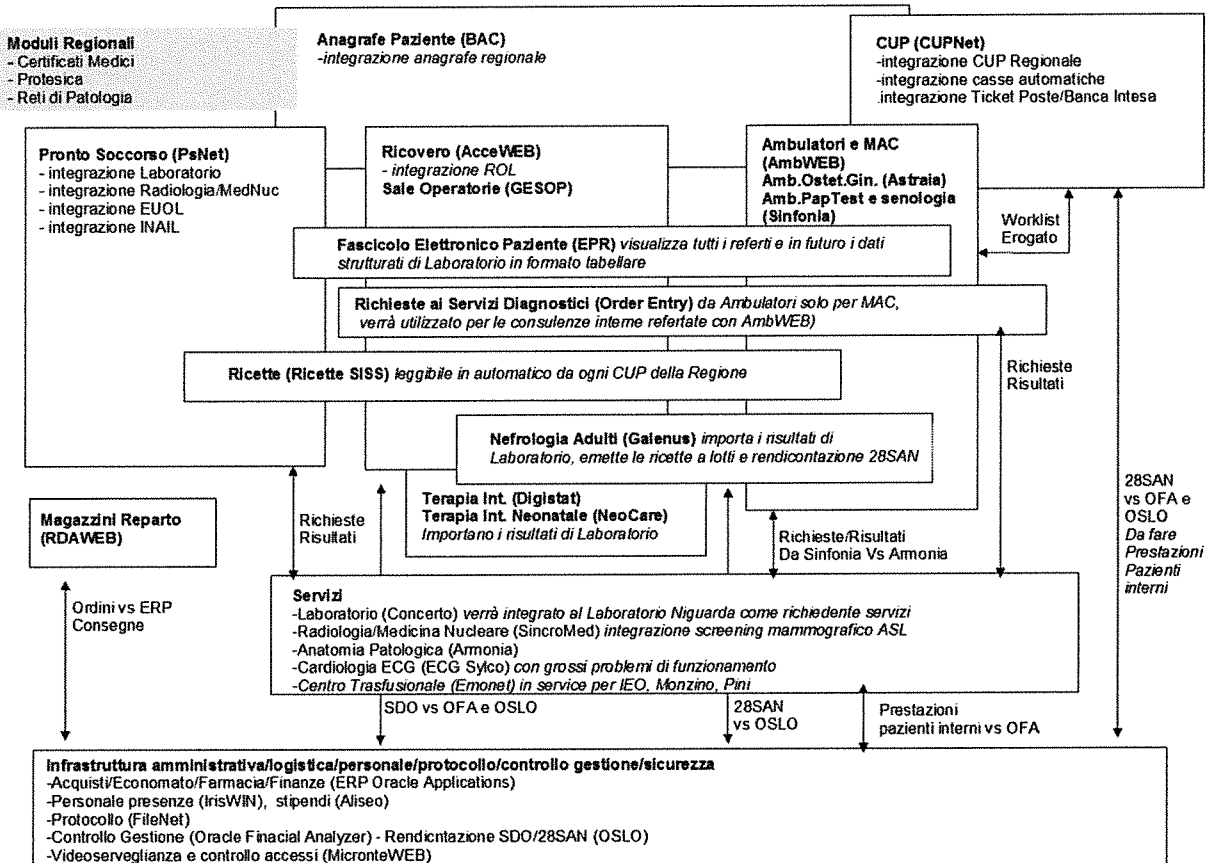 Moduli Regionali
- Certificati Medici
- Protesica
- Reti di Patologia
Anagrafe Paziente (BAC)
-integrazione anagrafe regionale
CUP (CUPNet)
-integrazione CUP Regionale
-integrazione casse automatiche
.integrazione Ticket Poste/Banca Intesa
Pronto Soccorso (PsNet)
- integrazione Laboratorio
- integrazione Radiologia/MedNuc
- integrazione EUOL
- integrazione INAIL
Ricovero (AcceWEB)
- integrazione ROL
Sale Operatorie (GESOP)
Ambulatori e MAC
(AmbWEB)
Amb.Ostet.Gin. (Astraia)
Amb.PapTest e senologia
(Sinfonia)
Worklist
Erogato
Fascicolo Elettronico Paziente (EPR) visualizza tutti i referti e in futuro i dati
strutturati di Laboratorio in formato tabellare
Richieste ai Servizi Diagnostici (Order Entry) da Ambulatori solo per MAC,
verrà utilizzato per le consulenze interne refertate con AmbWEB)
Ricette (Ricette SISS) leggibile in automatico da ogni CUP della Regione
Richieste
Risultati
Nefrologia Adulti (Galenus) importa i risultati di
Laboratorio, emette le ricette a lotti e rendicontazione 28SAN
Terapia Int. (Digistat)
Terapia Int. Neonatale (NeoCare)
Importano i risultati di Laboratorio
28SAN
vs OFA e
OSLO
Da fare
Prestazioni
Pazienti
interni
Magazzini Reparto
(RDAWEB)
Richieste
Risultati
Richieste/Risultati
Da Sinfonia Vs Armonia
Ordini vs ERP
Consegne
Servizi
-Laboratorio (Concerto) verrà integrato al Laboratorio Niguarda come richiedente servizi
-Radiologia/Medicina Nucleare (SincroMed) integrazione screening mammografico ASL
-Anatomia Patologica (Armonia)
-Cardiologia ECG (ECG Sylco) con grossi problemi di funzionamento
-Centro Trasfusionale (Emonet) in service per IEO, Monzino, Pini
SDO vs OFA e OSLO
28SAN
vs OSLO
Prestazioni
pazienti interni vs OFA
Infrastruttura amministrativa/logistica/personale/protocollo/controllo gestione/sicurezza
-Acquisti/Economato/Farmacia/Finanze (ERP Oracle Applications)
-Personale presenze (IrisWIN), stipendi (Aliseo)
-Protocollo (FileNet)
-Controllo Gestione (Oracle Finacial Analyzer) - Rendicntazione SDO/28SAN (OSLO)
-Videoserveglianza e controllo accessi (MicronteWEB)